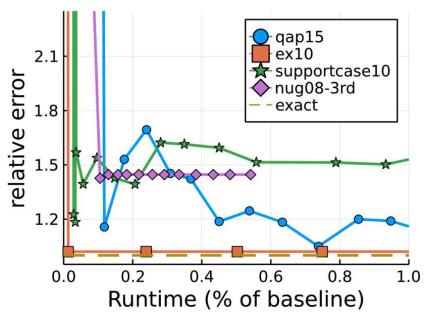 relative error
2.1
1.8
1.5
1.2
0.0
0.2
0.4
0.6
0.8
1.0
Runtime (% of baseline)
qap15
ex10
supportcase10
nug08-3rd
exact